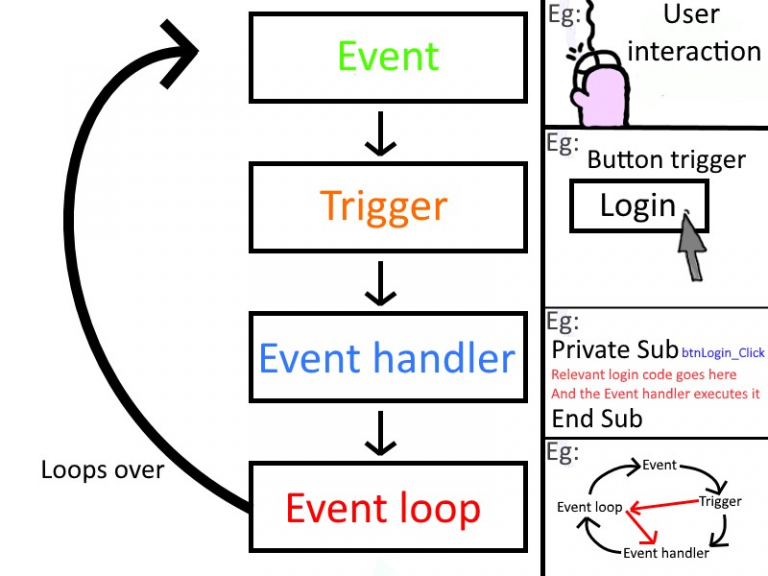 Event
Trigger
Event handler
Event loop
Loops over
Eg:
User
interaction
Eg:
Button trigger
Login
Eg:
Private Sub btnLogin_Click
Relevant login code goes here
And the Event handler executes it
End Sub
Eg:
Event
Trigger
Event loop
Event handler